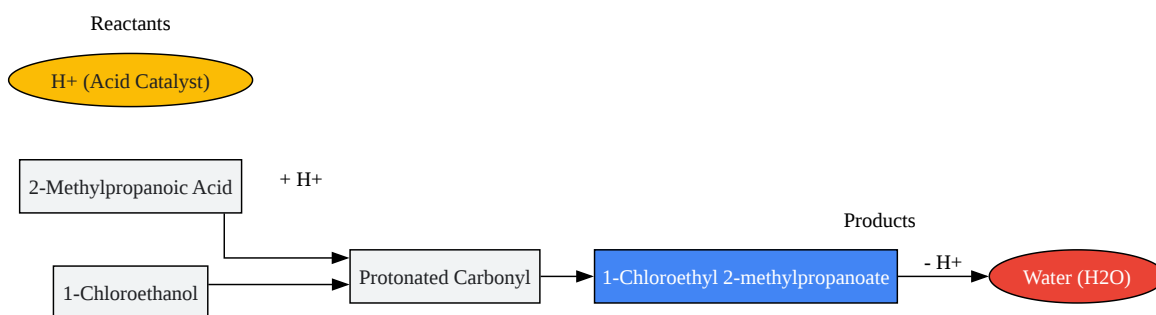 Reactants
H+ (Acid Catalyst)
2-Methylpropanoic Acid
+ H+
Products
1-Chloroethanol
Protonated Carbonyl
1-Chloroethyl 2-methylpropanoate
- H+
Water (H2O)